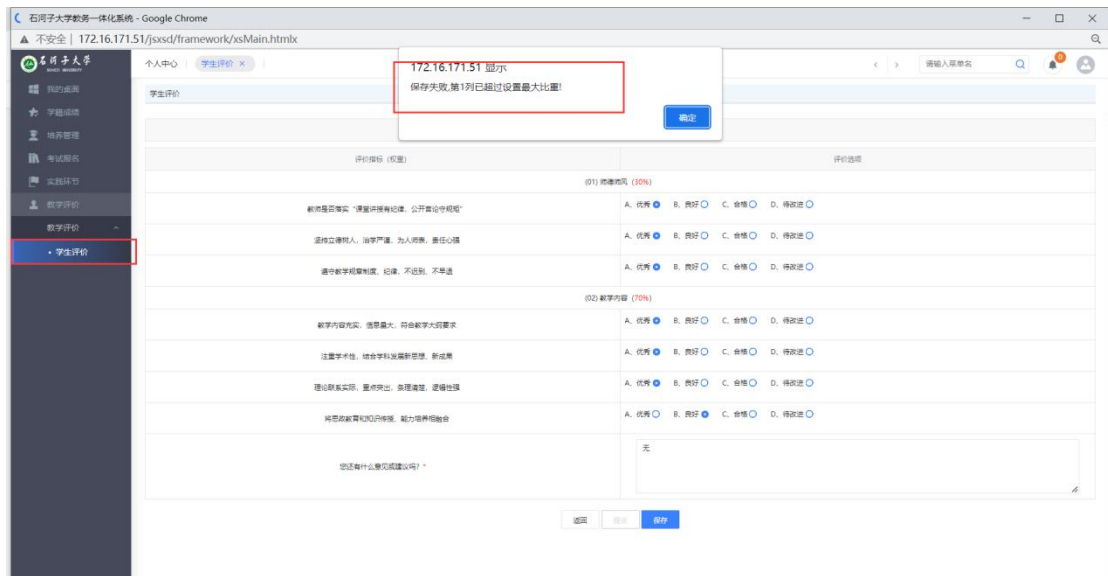 石河子大学教务一体化系统 - Google Chrome
不安全 | 172.16.171.51/jsxsd/framework/xsMain.htmlx
石河子大学
SHIHEZI UNIVERSITY
个人中心
学生评价 ×
请输入菜单名
0
172.16.171.51 显示
保存失败,第1列已超过设置最大比重!
确定
我的桌面
学籍成绩
培养管理
考试报名
实践环节
教学评价
教学评价
• 学生评价
学生评价
评价指标 (权重)
评价选项
(01) 师德师风 (30%)
教师是否落实“课堂讲授有纪律、公开言论守规矩”
A、优秀 B、良好 C、合格 D、待改进
坚持立德树人，治学严谨，为人师表，责任心强
A、优秀 B、良好 C、合格 D、待改进
遵守教学规章制度、纪律、不迟到、不早退
A、优秀 B、良好 C、合格 D、待改进
(02) 教学内容 (70%)
教学内容充实，信息量大，符合教学大纲要求
A、优秀 B、良好 C、合格 D、待改进
注重学术性，结合学科发展新思想、新成果
A、优秀 B、良好 C、合格 D、待改进
理论联系实际，重点突出，条理清楚，逻辑性强
A、优秀 B、良好 C、合格 D、待改进
将思政教育和知识传授、能力培养相融合
A、优秀 B、良好 C、合格 D、待改进
您还有什么意见或建议吗? *
无
返回
提交
保存